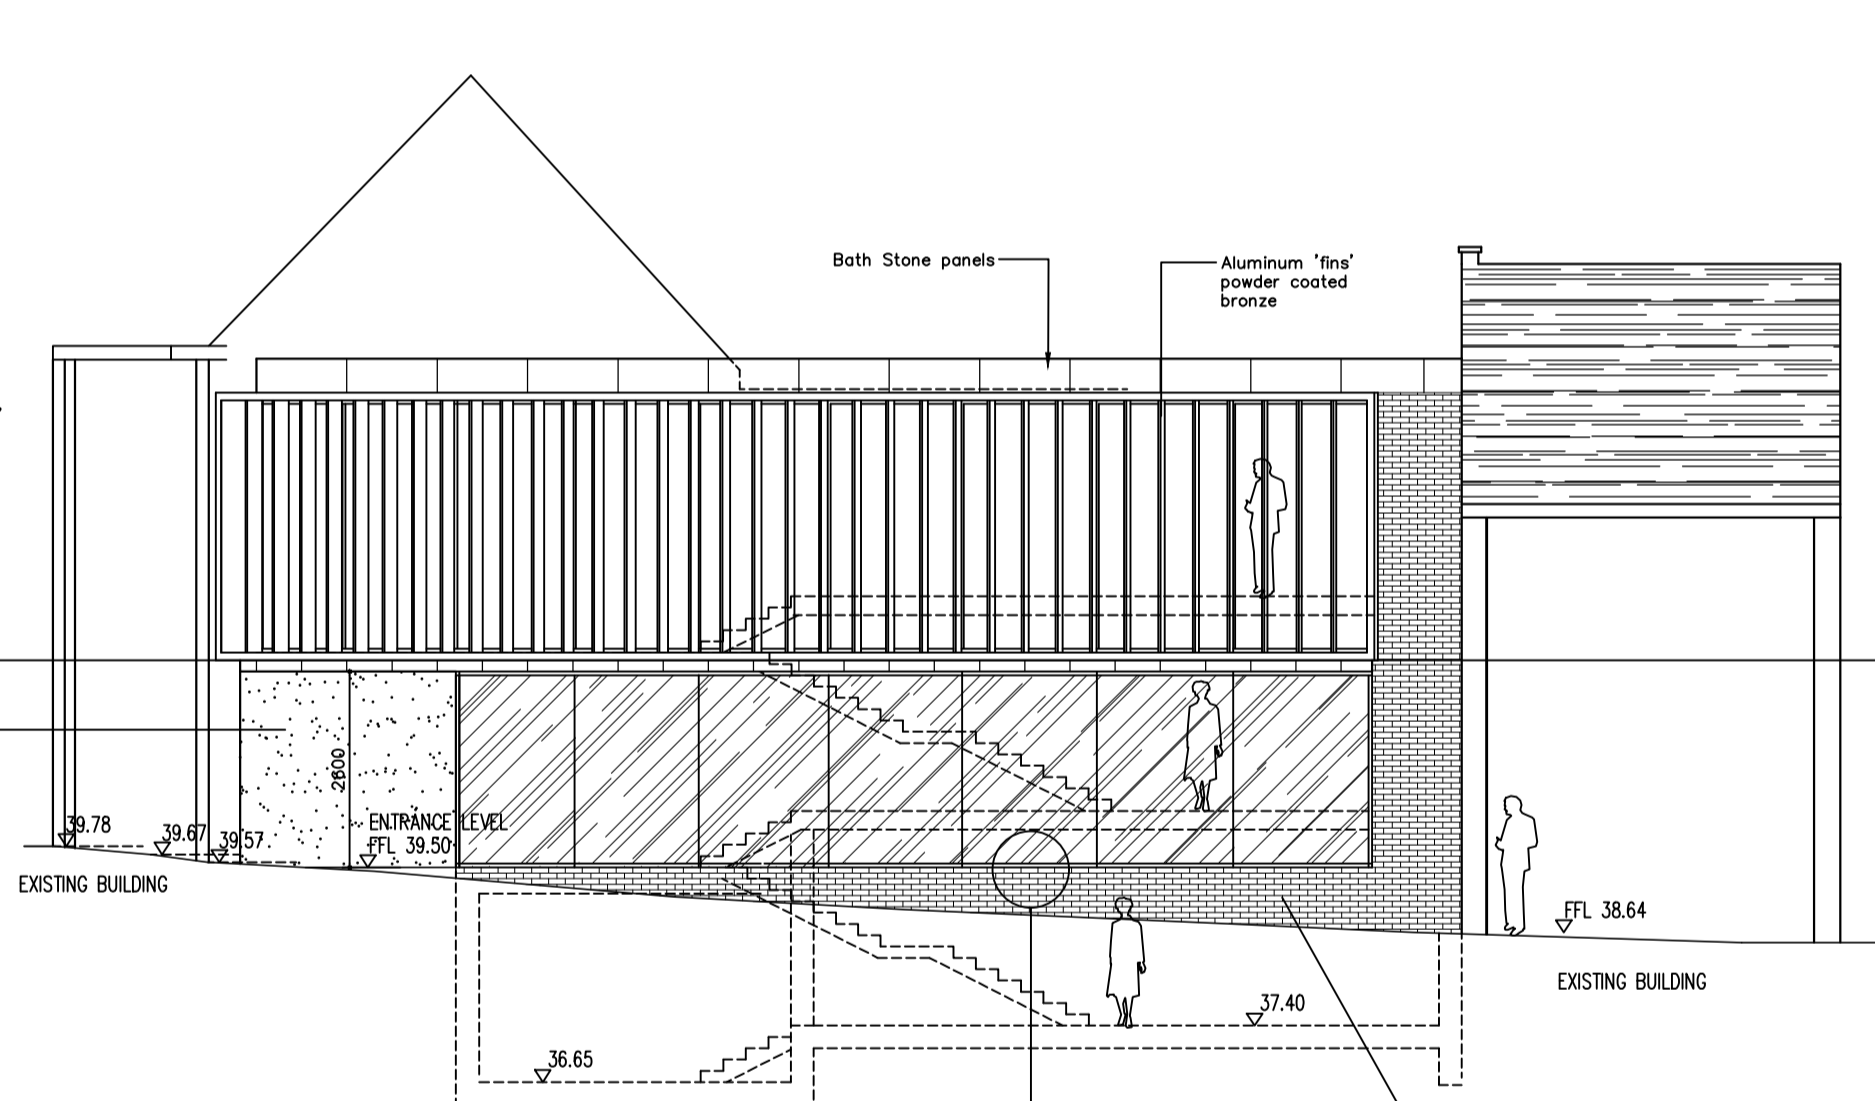 Bath Stone panels
Aluminum 'fins'
powder coated
bronze
2600
39.78
39.67
39.57
ENTRANCE LEVEL
FFL 39.50
EXISTING BUILDING
FFL 38.64
EXISTING BUILDING
37.40
36.65